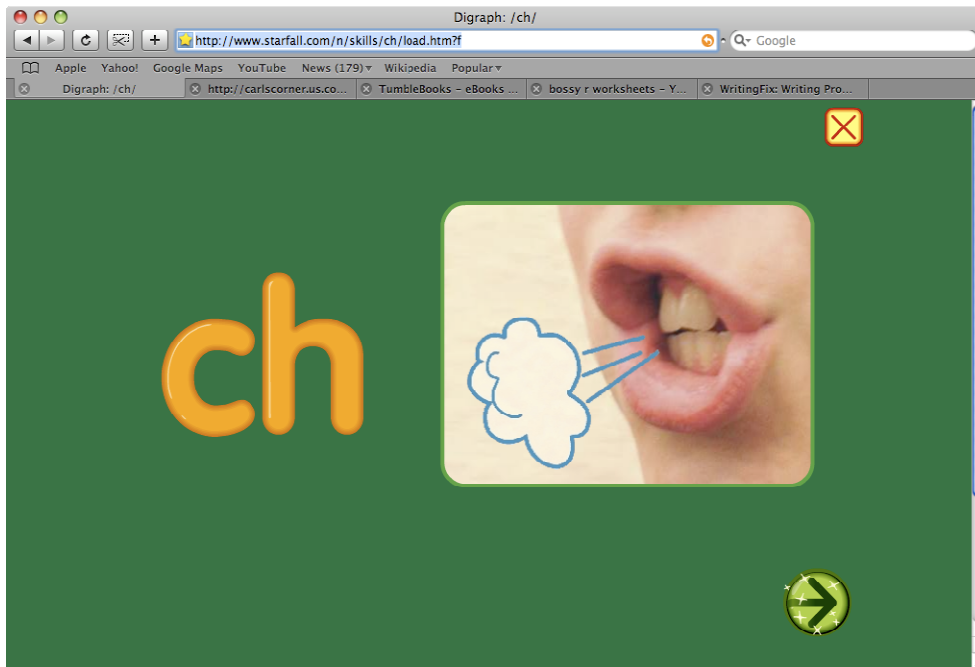 Digraph: /ch/
http://www.starfall.com/n/skills/ch/load.htm?f
Google
Apple Yahoo! Google Maps YouTube News (179) Wikipedia Popular
Digraph: /ch/ http://carlscorner.us.co... TumbleBooks – eBooks ... bossy r worksheets – Y... WritingFix: Writing Pro...
ch